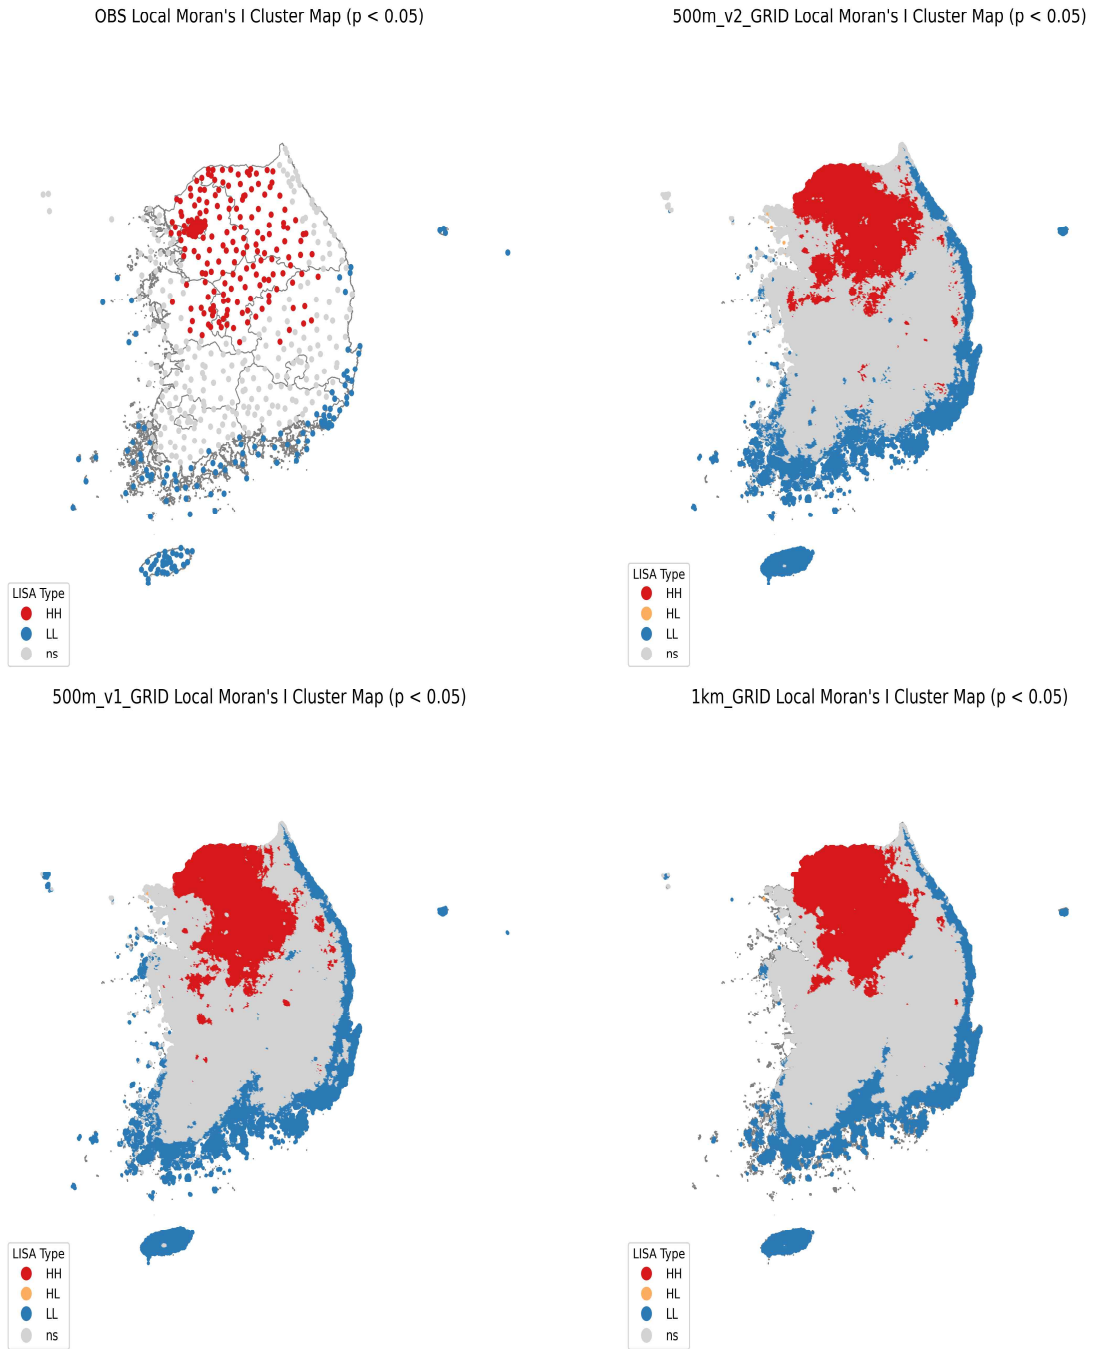 OBS Local Moran's I Cluster Map (p < 0.05)
LISA Type
HH
LL
ns
500m_v2_GRID Local Moran's I Cluster Map (p < 0.05)
LISA Type
HH
HL
LL
ns
500m_v1_GRID Local Moran's I Cluster Map (p < 0.05)
LISA Type
HH
HL
LL
ns
1km_GRID Local Moran's I Cluster Map (p < 0.05)
LISA Type
HH
HL
LL
ns